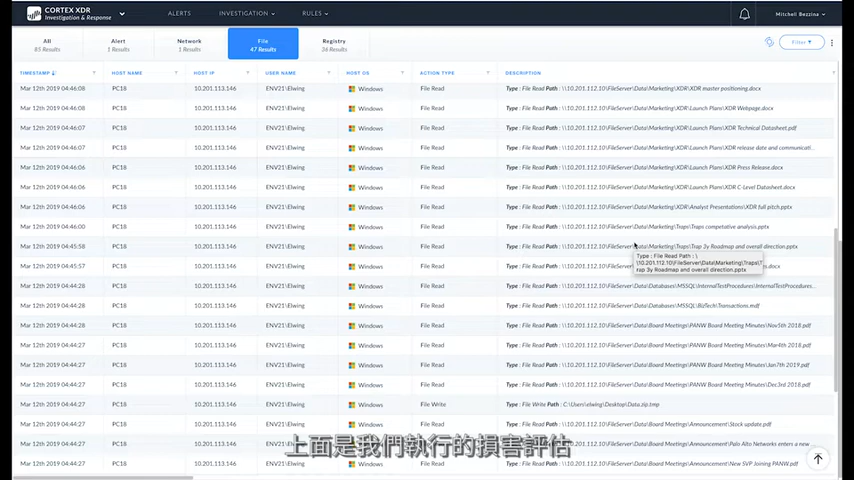 CORTEX XDR
Investigation & Response
ALERTS
INVESTIGATION
RULES
Mitchell Bezzina
All
85 Results
Alert
1 Results
Network
1 Results
File
47 Results
Registry
36 Results
Filter
TIMESTAMP HOST NAME HOST IP USER NAME HOST OS ACTION TYPE DESCRIPTION
Mar 12th 2019 04:46:08 PC18 10.201.113.146 ENV21\Elwing Windows File Read Type : File Read Path : \\10.201.112.10\FileServer\Data\Marketing\XDR\XDR master positioning.docx
Mar 12th 2019 04:46:08 PC18 10.201.113.146 ENV21\Elwing Windows File Read Type : File Read Path : \\10.201.112.10\FileServer\Data\Marketing\XDR\Launch Plans\XDR Webpage.docx
Mar 12th 2019 04:46:07 PC18 10.201.113.146 ENV21\Elwing Windows File Read Type : File Read Path : \\10.201.112.10\FileServer\Data\Marketing\XDR\Launch Plans\XDR Technical Datasheet.pdf
Mar 12th 2019 04:46:07 PC18 10.201.113.146 ENV21\Elwing Windows File Read Type : File Read Path : \\10.201.112.10\FileServer\Data\Marketing\XDR\Launch Plans\XDR release date and communicati...
Mar 12th 2019 04:46:06 PC18 10.201.113.146 ENV21\Elwing Windows File Read Type : File Read Path : \\10.201.112.10\FileServer\Data\Marketing\XDR\Launch Plans\XDR Press Release.docx
Mar 12th 2019 04:46:06 PC18 10.201.113.146 ENV21\Elwing Windows File Read Type : File Read Path : \\10.201.112.10\FileServer\Data\Marketing\XDR\Launch Plans\XDR C-Level Datasheet.docx
Mar 12th 2019 04:46:06 PC18 10.201.113.146 ENV21\Elwing Windows File Read Type : File Read Path : \\10.201.112.10\FileServer\Data\Marketing\XDR\Analyst Presentations\XDR full pitch.pptx
Mar 12th 2019 04:46:00 PC18 10.201.113.146 ENV21\Elwing Windows File Read Type : File Read Path : \\10.201.112.10\FileServer\Data\Marketing\Traps\Traps competative analysis.pptx
Mar 12th 2019 04:45:58 PC18 10.201.113.146 ENV21\Elwing Windows File Read Type : File Read Path : \\10.201.112.10\FileServer\Data\Marketing\Traps\Trap 3y Roadmap and overall direction.pptx
Type : File Read Path : \
\10.201.112.10\FileServer\Data\Marketing\Traps\T
rap 3y Roadmap and overall direction.pptx
Mar 12th 2019 04:45:57 PC18 10.201.113.146 ENV21\Elwing Windows File Read Type : File Read Path : \\10.201.112.10\FileServer\ s.docx
Mar 12th 2019 04:44:28 PC18 10.201.113.146 ENV21\Elwing Windows File Read Type : File Read Path : \\10.201.112.10\FileServer\Data\Databases\MSSQL\InternalTestProcedures\InternalTestProcedures...
Mar 12th 2019 04:44:28 PC18 10.201.113.146 ENV21\Elwing Windows File Read Type : File Read Path : \\10.201.112.10\FileServer\Data\Databases\MSSQL\BizTech\Transactions.mdf
Mar 12th 2019 04:44:28 PC18 10.201.113.146 ENV21\Elwing Windows File Read Type : File Read Path : \\10.201.112.10\FileServer\Data\Board Meetings\PANW Board Meeting Minutes\Nov5th 2018.pdf
Mar 12th 2019 04:44:28 PC18 10.201.113.146 ENV21\Elwing Windows File Read Type : File Read Path : \\10.201.112.10\FileServer\Data\Board Meetings\PANW Board Meeting Minutes\Mar4th 2018.pdf
Mar 12th 2019 04:44:27 PC18 10.201.113.146 ENV21\Elwing Windows File Read Type : File Read Path : \\10.201.112.10\FileServer\Data\Board Meetings\PANW Board Meeting Minutes\Jan7th 2019.pdf
Mar 12th 2019 04:44:27 PC18 10.201.113.146 ENV21\Elwing Windows File Read Type : File Read Path : \\10.201.112.10\FileServer\Data\Board Meetings\PANW Board Meeting Minutes\Dec3rd 2018.pdf
Mar 12th 2019 04:44:27 PC18 10.201.113.146 ENV21\Elwing Windows File Write Type : File Write Path : C:\Users\elwing\Desktop\Data.zip.tmp
Mar 12th 2019 04:44:27 PC18 10.201.113.146 ENV21\Elwing Windows File Read Type : File Read Path : \\10.201.112.10\FileServer\Data\Announcement\Stock update.pdf
Mar 12th 2019 04:44:27 PC18 10.201.113.146 ENV21\Elwing Windows File Read Type : File Read Path : \\10.201.112.10\FileServer\Data\Announcement\Palo Alto Networks enters a new ...
上面是我們執行的損害評估
Mar 12th 2019 04:44:27 PC18 10.201.113.146 ENV21\Elwing Windows File Read Type : File Read Path : \\10.201.112.10\FileServer\Data\Announcement\New SVP Joining PANW.pdf